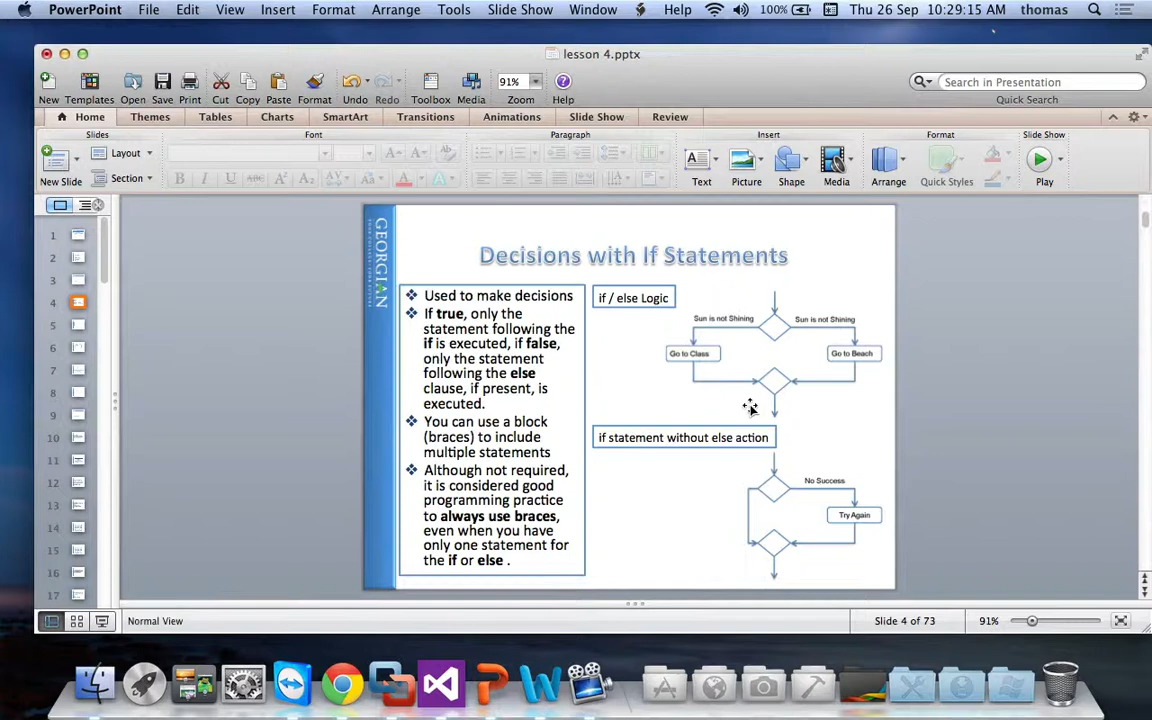 PowerPoint File Edit View Insert Format Arrange Tools Slide Show Window Help 100% Thu 26 Sep 10:29:15 AM thomas
lesson 4.pptx
New Templates Open Save Print Cut Copy Paste Format Undo Redo Toolbox Media 91% Zoom Help
Search in Presentation
Quick Search
Home Themes Tables Charts SmartArt Transitions Animations Slide Show Review
Slides Font Paragraph Insert Format Slide Show
New Slide Layout Section
B I U ABC A A AV Aa A A
Text Picture Shape Media Arrange Quick Styles Play
1
2
3
4
5
6
7
8
9
10
11
12
13
14
15
16
17
GEORGIAN
Decisions with If Statements
Used to make decisions
If true, only the
statement following the
if is executed, if false,
only the statement
following the else
clause, if present, is
executed.
You can use a block
(braces) to include
multiple statements
Although not required,
it is considered good
programming practice
to always use braces,
even when you have
only one statement for
the if or else .
if / else Logic
Sun is not Shining Sun is not Shining
Go to Class Go to Beach
if statement without else action
No Success
Try Again
Normal View Slide 4 of 73 91%